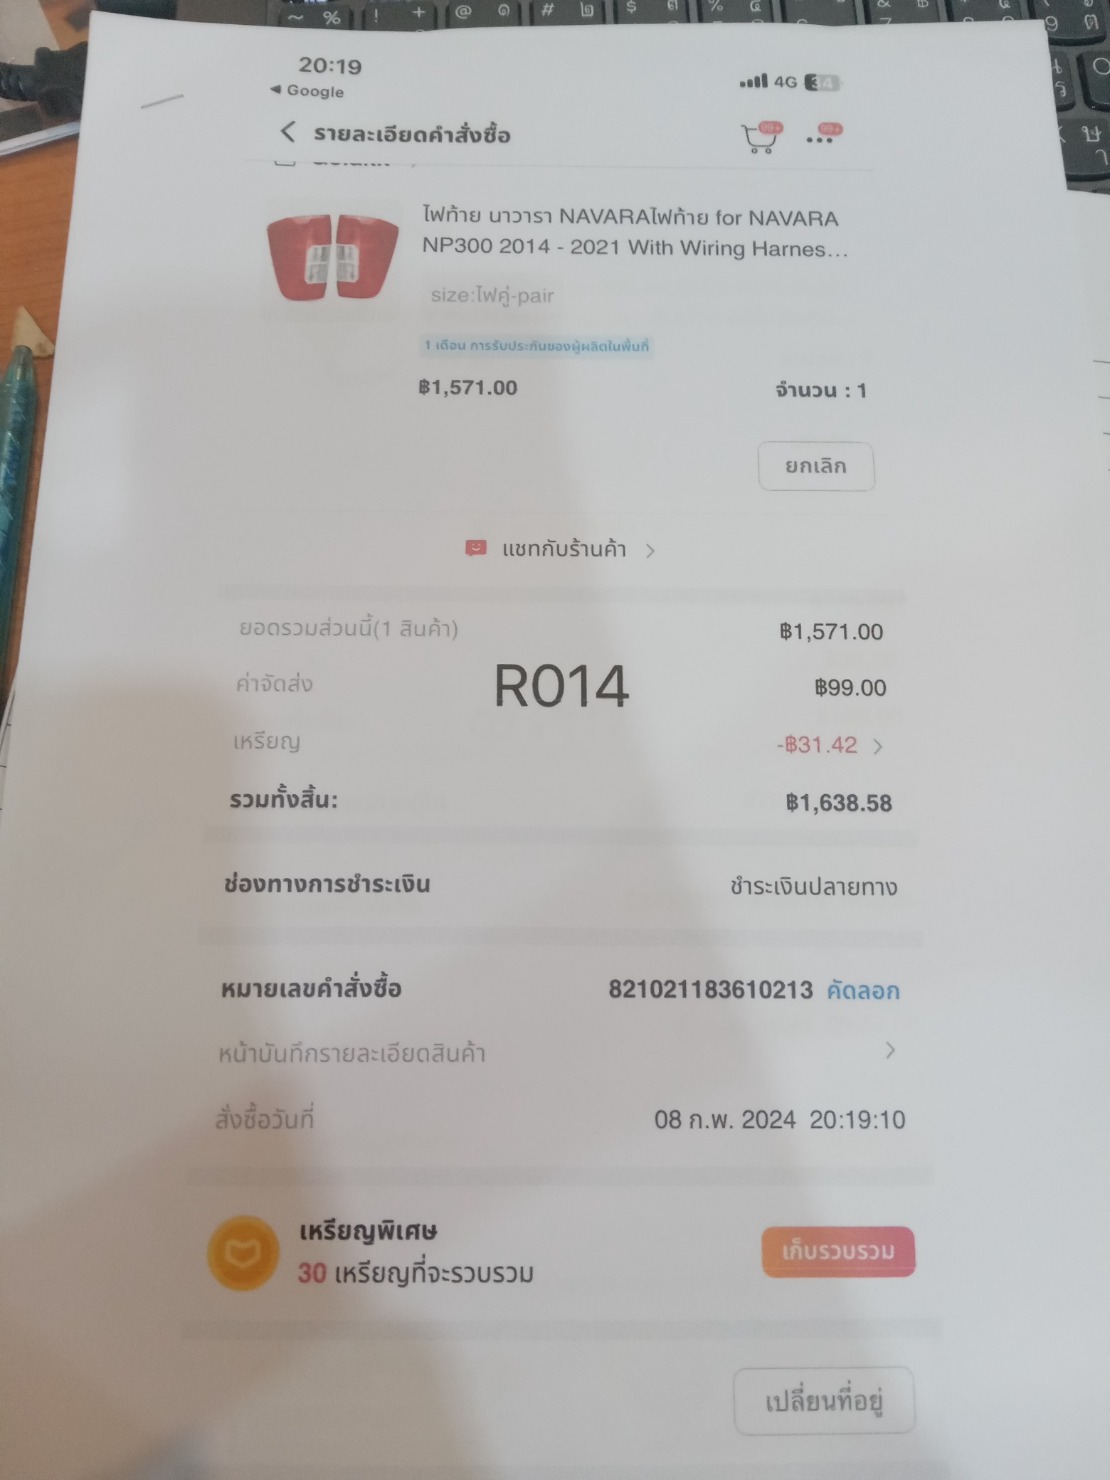 20:19
4G 34
◄ Google
รายละเอียดคำสั่งซื้อ
99+
99+
ไฟท้าย นาวารา NAVARAไฟท้าย for NAVARA
NP300 2014 - 2021 With Wiring Harnes...
size:ไฟคู่-pair
1 เดือน การรับประกันของผู้ผลิตในพื้นที่
฿1,571.00 จำนวน : 1
ยกเลิก
แชทกับร้านค้า
ยอดรวมส่วนนี้(1 สินค้า) ฿1,571.00
R014
ค่าจัดส่ง ฿99.00
เหรียญ -฿31.42
รวมทั้งสิ้น: ฿1,638.58
ช่องทางการชำระเงิน ชำระเงินปลายทาง
หมายเลขคำสั่งซื้อ 821021183610213 คัดลอก
หน้าบันทึกรายละเอียดสินค้า
สั่งซื้อวันที่ 08 ก.พ. 2024 20:19:10
เหรียญพิเศษ
30 เหรียญที่จะรวบรวม
เก็บรวบรวม
เปลี่ยนที่อยู่